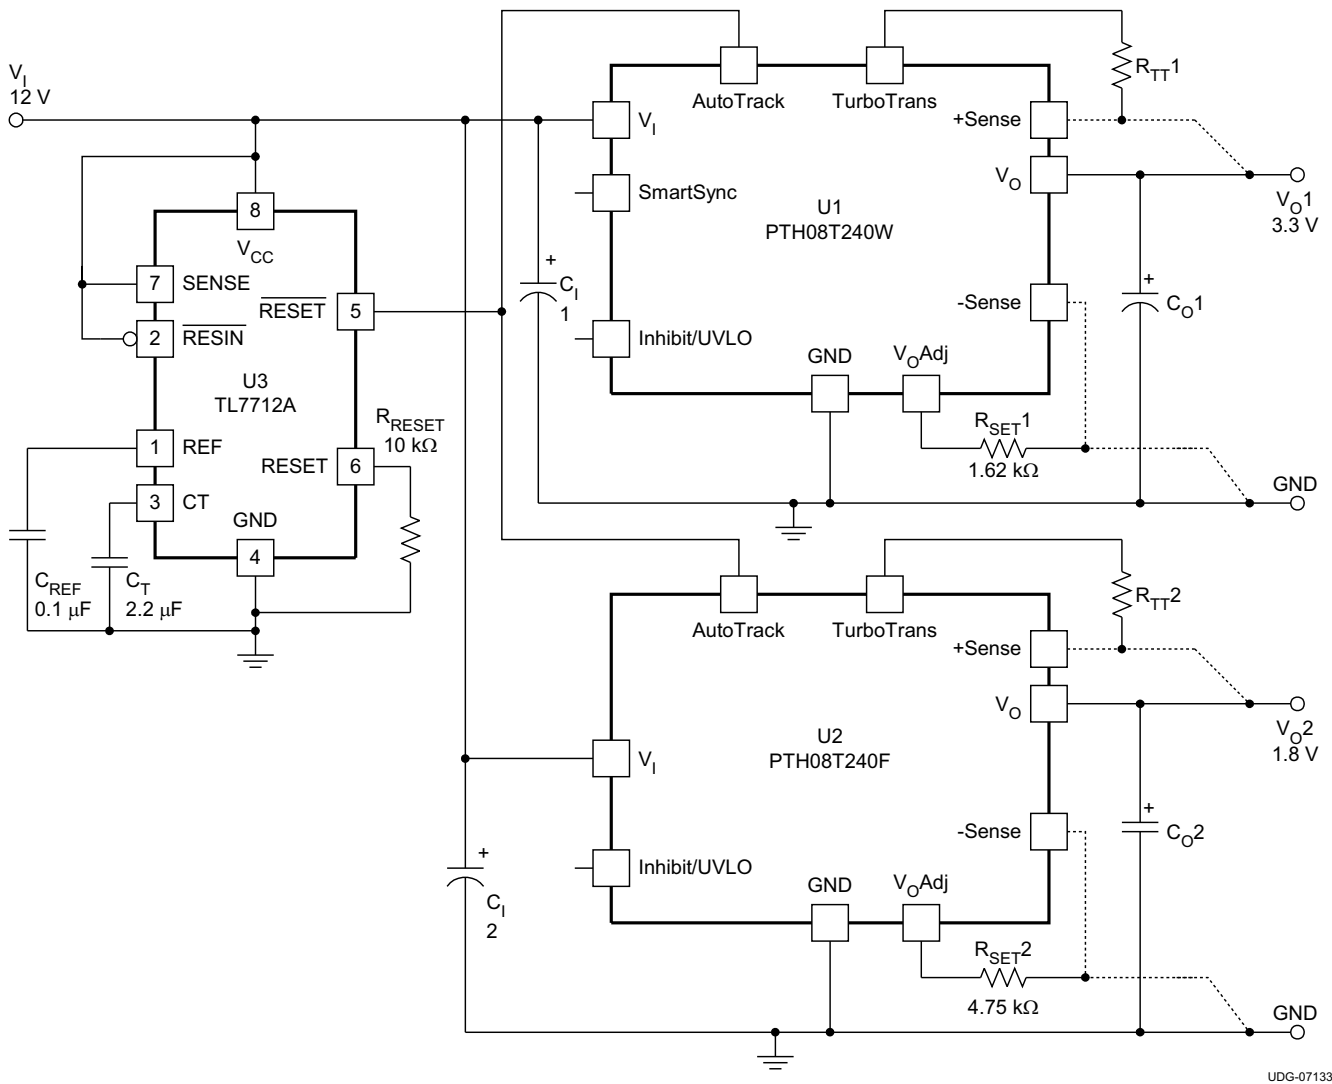 V_I
12 V
AutoTrack
TurboTrans
R_TT1
V_I
+Sense
V_O
V_O1
3.3 V
SmartSync
U1
PTH08T240W
8
V_CC
7
SENSE
RESET
5
2
RESIN
U3
TL7712A
C_I
1
-Sense
C_O1
Inhibit/UVLO
GND
V_OAdj
R_SET1
1.62 kΩ
GND
R_RESET
10 kΩ
1
REF
RESET
6
3
CT
GND
4
C_REF
0.1 μF
C_T
2.2 μF
AutoTrack
TurboTrans
R_TT2
+Sense
V_O
V_O2
1.8 V
U2
PTH08T240F
V_I
-Sense
C_O2
Inhibit/UVLO
C_I
2
GND
V_OAdj
R_SET2
4.75 kΩ
GND
UDG-07133